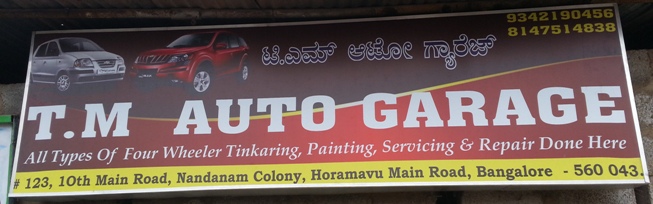 9342190456
8147514838
ಟಿ.ಎಮ್ ಆಟೋ ಗ್ಯಾರೆಜ್
T.M AUTO GARAGE
All Types Of Four Wheeler Tinkaring, Painting, Servicing & Repair Done Here
# 123, 10th Main Road, Nandanam Colony, Horamavu Main Road, Bangalore - 560 043.